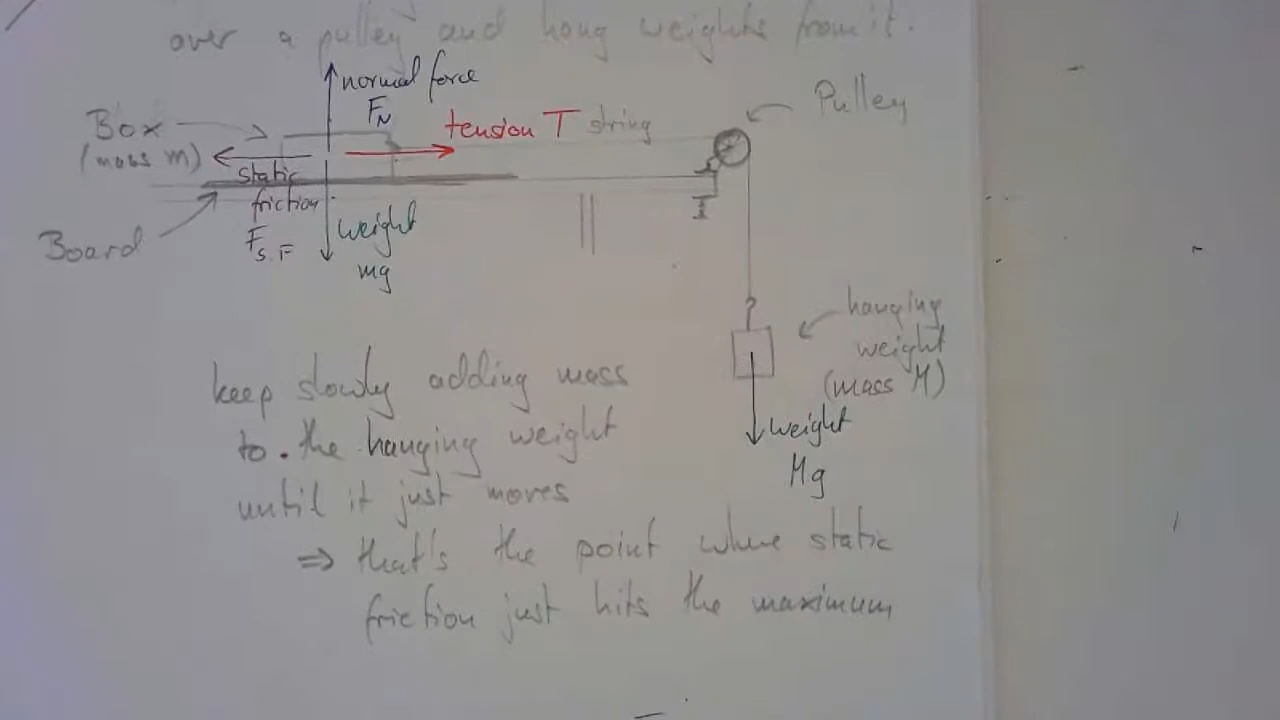 over a pulley and hang weights from it.
normal force
F_N
Pulley
Box
(mass m)
tension T
string
static
friction
F_S.F
weight
mg
Board
hanging
weight
(mass M)
weight
Mg
keep slowly adding mass
to the hanging weight
until it just moves
⇒ that's the point where static
friction just hits the maximum